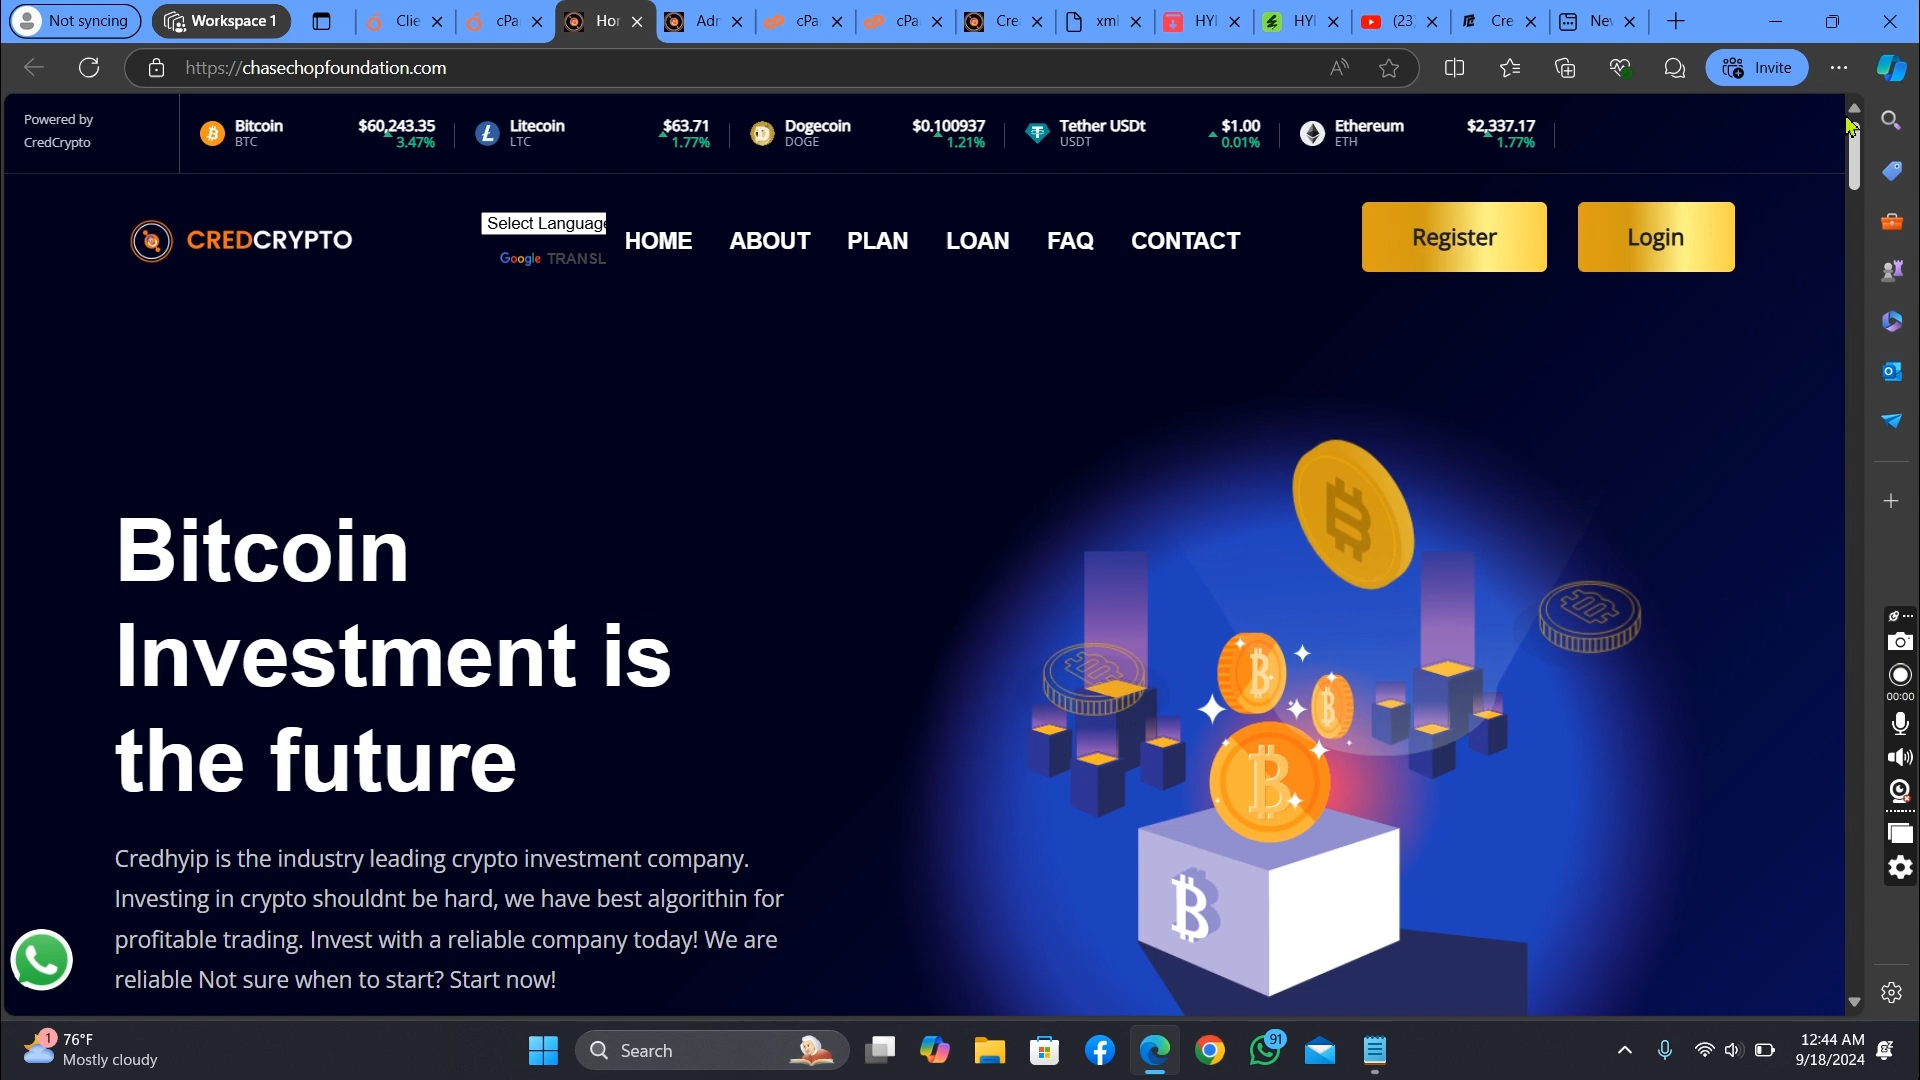 Not syncing
Workspace 1
Clie
cPa
Hor
Adr
cPa
cPa
Cre
xml
HYI
HYI
(23
Cre
Nev
https://chasechopfoundation.com
Invite
Powered by
CredCrypto
Bitcoin
BTC
$60,243.35
3.47%
Litecoin
LTC
$63.71
1.77%
Dogecoin
DOGE
$0.100937
1.21%
Tether USDt
USDT
$1.00
0.01%
Ethereum
ETH
$2,337.17
1.77%
CREDCRYPTO
Select Language
Google TRANSL
HOME
ABOUT
PLAN
LOAN
FAQ
CONTACT
Register
Login
Bitcoin
Investment is
the future
Credhyip is the industry leading crypto investment company.
Investing in crypto shouldnt be hard, we have best algorithin for
profitable trading. Invest with a reliable company today! We are
reliable Not sure when to start? Start now!
00:00
1
76°F
Mostly cloudy
Search
91
12:44 AM
9/18/2024